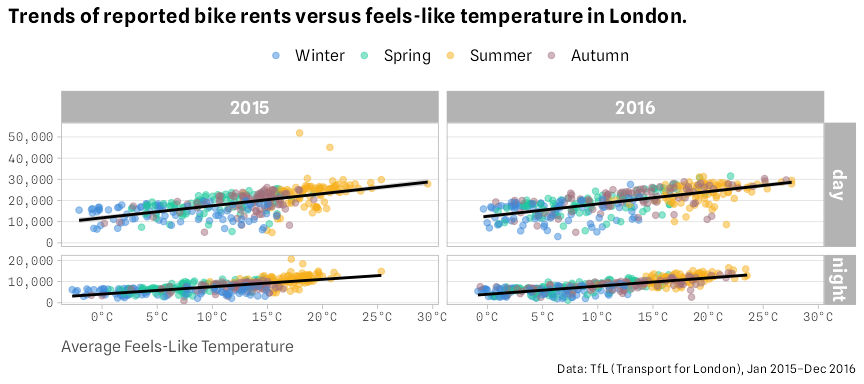 Trends of reported bike rents versus feels-like temperature in London.
Winter Spring Summer Autumn
2015 2016
50,000
40,000
30,000
20,000
10,000
0
day
20,000
10,000
0
night
0°C 5°C 10°C 15°C 20°C 25°C 30°C 0°C 5°C 10°C 15°C 20°C 25°C 30°C
Average Feels-Like Temperature
Data: TfL (Transport for London), Jan 2015–Dec 2016